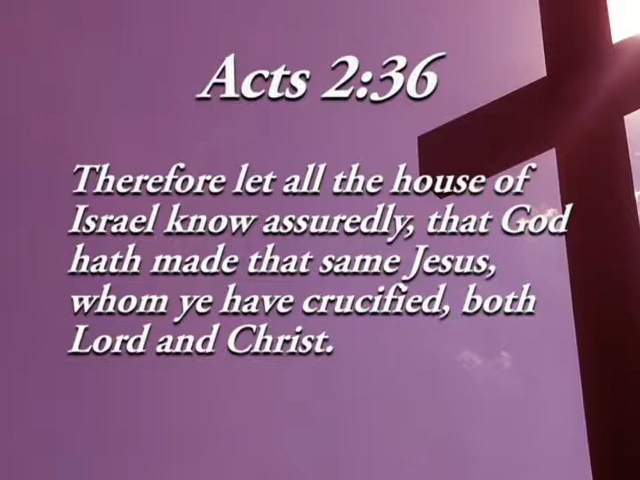 Acts 2:36
Therefore let all the house of
Israel know assuredly, that God
hath made that same Jesus,
whom ye have crucified, both
Lord and Christ.